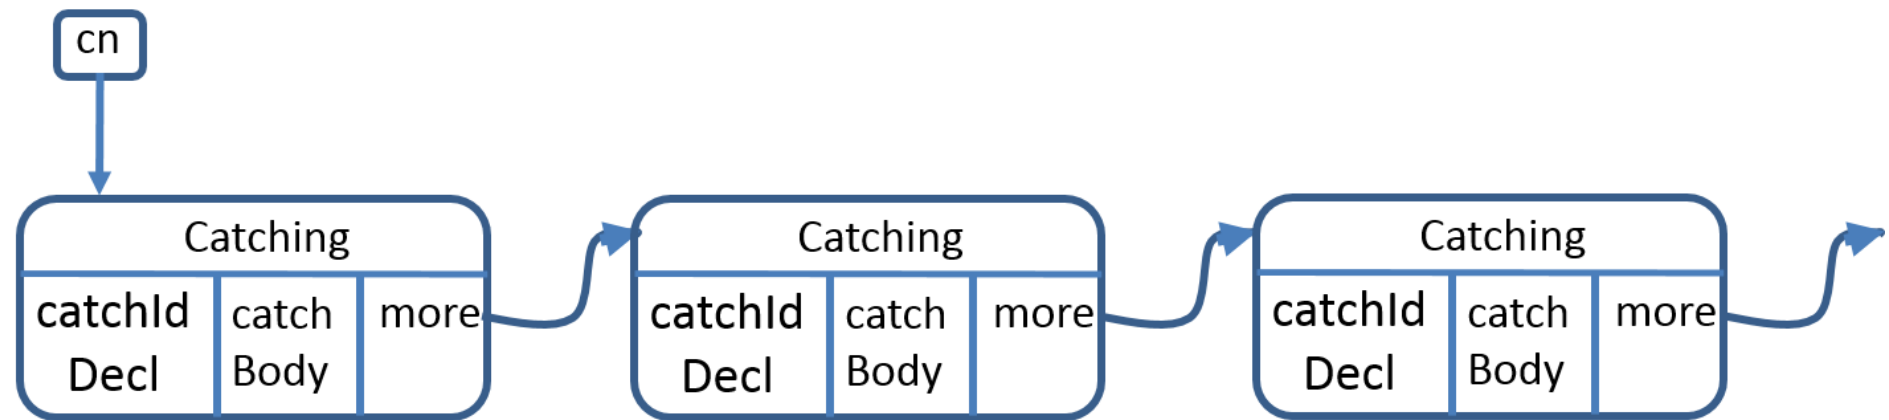 cn
Catching
catchId
Decl
catch
Body
more
Catching
catchId
Decl
catch
Body
more
Catching
catchId
Decl
catch
Body
more